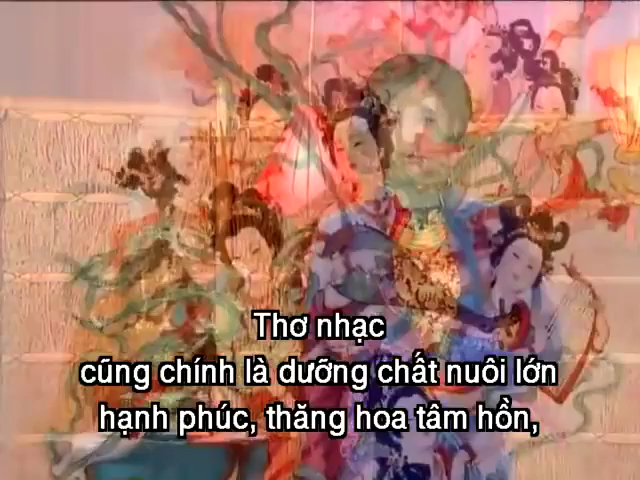 Thơ nhạc
cũng chính là dưỡng chất nuôi lớn
hạnh phúc, thăng hoa tâm hồn,